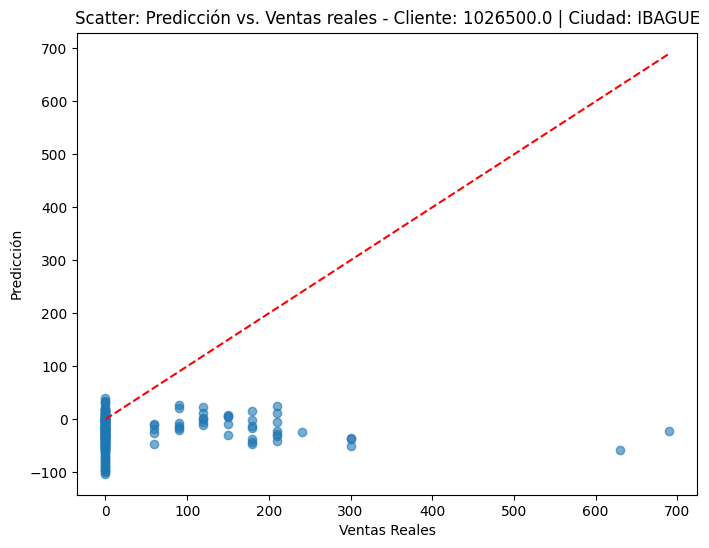 Scatter: Predicción vs. Ventas reales - Cliente: 1026500.0 | Ciudad: IBAGUE
700
600
500
400
300
200
100
0
−100
Predicción
0 100 200 300 400 500 600 700
Ventas Reales